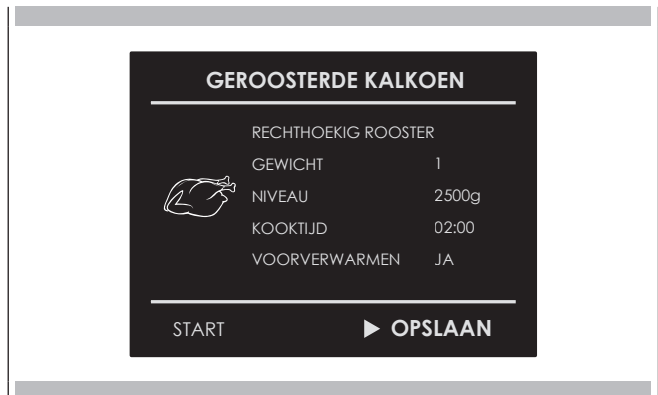 GEROOSTERDE KALKOEN
RECHTHOEKIG ROOSTER
GEWICHT 1
NIVEAU 2500g
KOOKTIJD 02:00
VOORVERWARMEN JA
START ▶ OPSLAAN